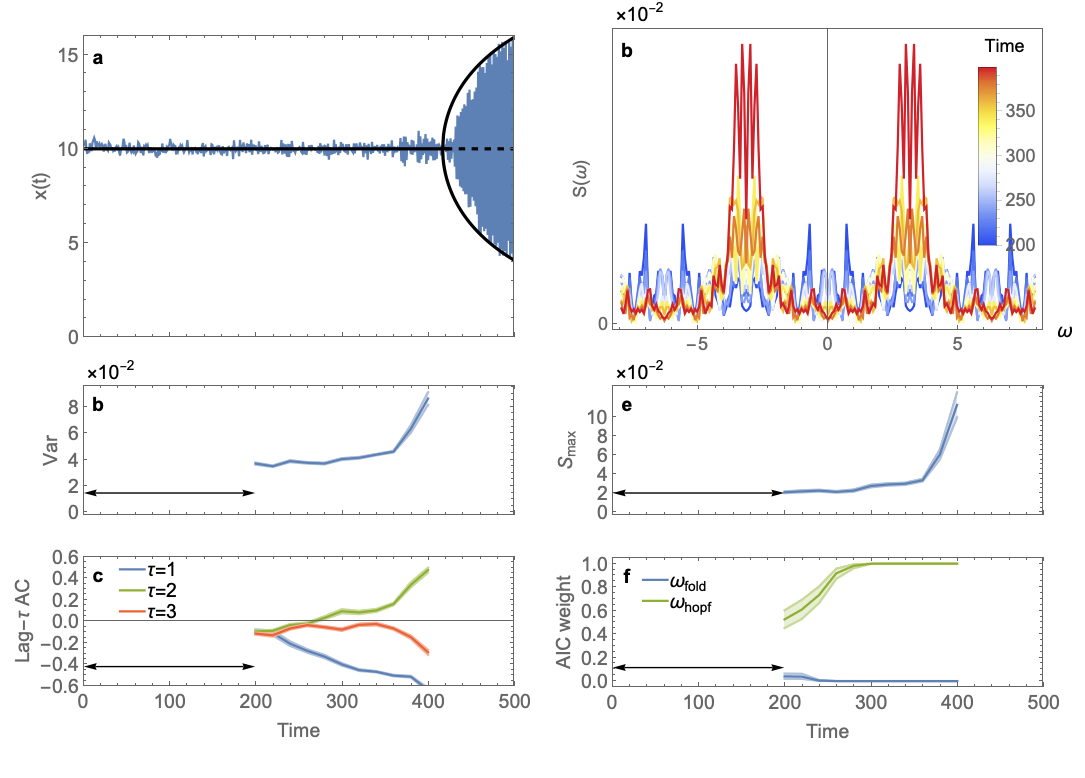 ×10−2
a
x(t)
15
10
5
0
b
Time
350
300
250
200
S(ω)
0
−5
0
5
ω
×10−2
b
Var
8
6
4
2
0
×10−2
e
Smax
10
8
6
4
2
0
c
τ=1
τ=2
τ=3
Lag−τ AC
0.6
0.4
0.2
0.0
−0.2
−0.4
−0.6
0
100
200
300
400
500
Time
f
ωfold
ωhopf
AIC weight
1.0
0.8
0.6
0.4
0.2
0.0
0
100
200
300
400
500
Time